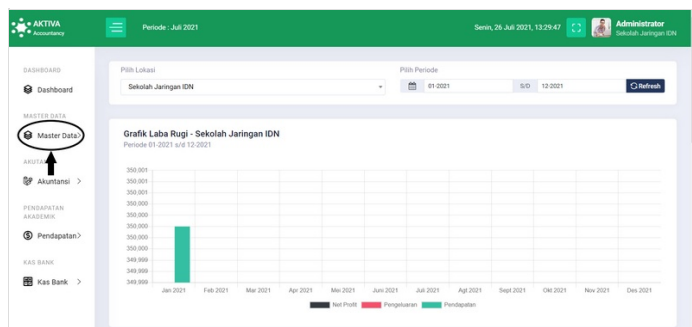 AKTIVA
Accountancy
Periode : Juli 2021
Senin, 26 Juli 2021, 13:29:47
Administrator
Sekolah Jaringan IDN
DASHBOARD
Dashboard
MASTER DATA
Master Data>
AKUTA
Akuntansi >
PENDAPATAN
AKADEMIK
Pendapatan>
KAS BANK
Kas Bank >
Pilih Lokasi
Sekolah Jaringan IDN
Pilih Periode
01-2021
S/D
12-2021
Refresh
Grafik Laba Rugi - Sekolah Jaringan IDN
Periode 01-2021 s/d 12-2021
350,001
350,001
350,001
350,000
350,000
350,000
350,000
350,000
349,999
349,999
Jan 2021 Feb 2021 Mar 2021 Apr 2021 Mei 2021 Juni 2021 Juli 2021 Agt 2021 Sept 2021 Okt 2021 Nov 2021 Des 2021
Net Profit Pengeluaran Pendapatan